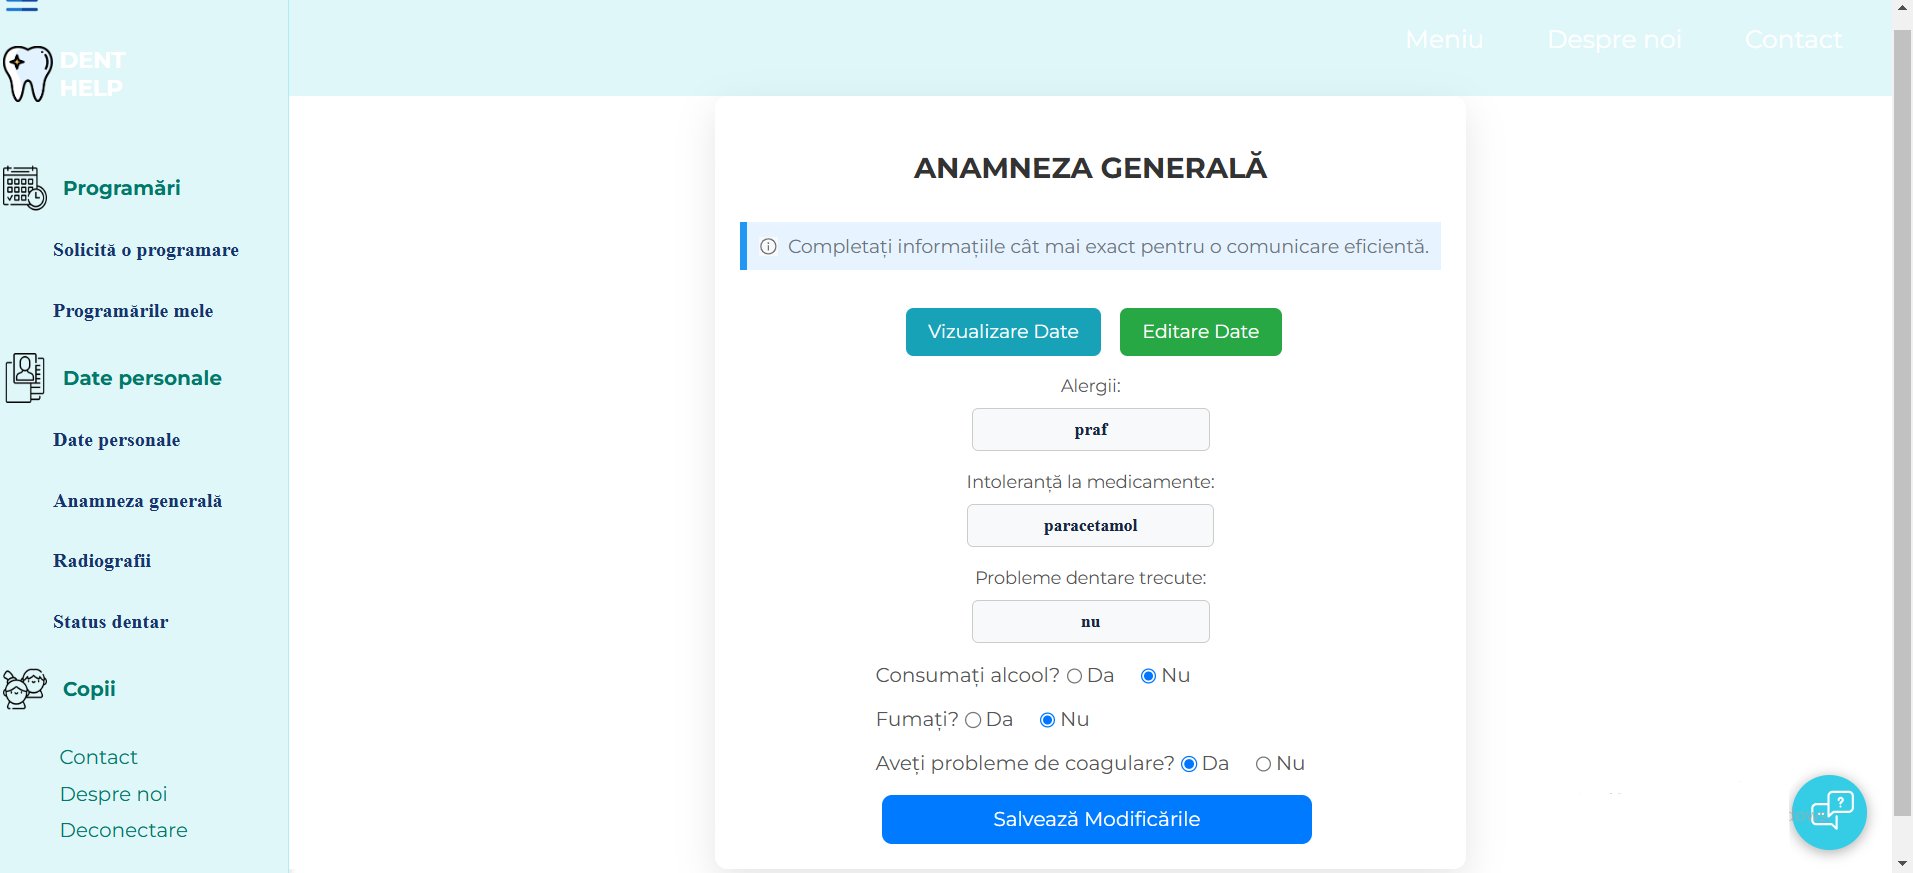 DENT
HELP
Meniu Despre noi Contact
Programări
Solicită o programare
Programările mele
Date personale
Date personale
Anamneza generală
Radiografii
Status dentar
Copii
Contact
Despre noi
Deconectare
ANAMNEZA GENERALĂ
Completați informațiile cât mai exact pentru o comunicare eficientă.
Vizualizare Date Editare Date
Alergii:
praf
Intoleranță la medicamente:
paracetamol
Probleme dentare trecute:
nu
Consumați alcool? Da Nu
Fumați? Da Nu
Aveți probleme de coagulare? Da Nu
Salvează Modificările
?